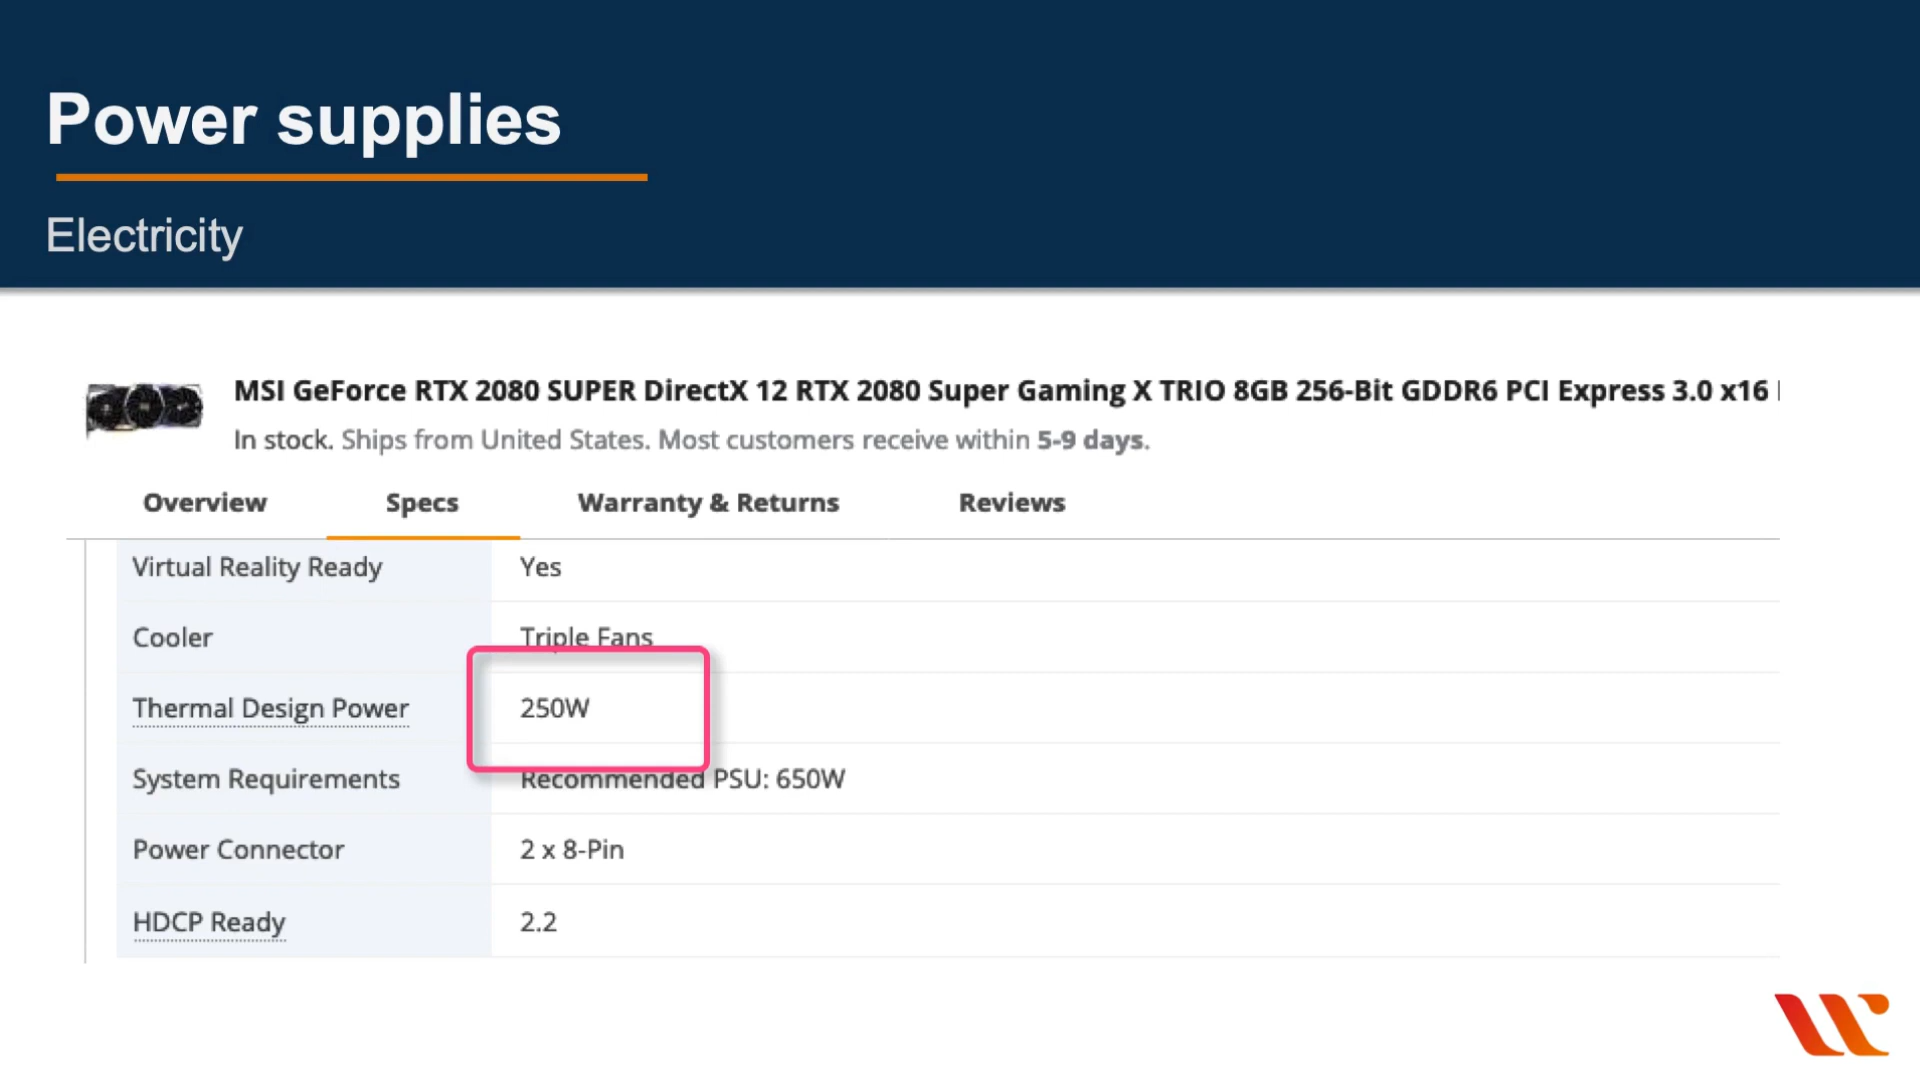 Power supplies
Electricity
MSI GeForce RTX 2080 SUPER DirectX 12 RTX 2080 Super Gaming X TRIO 8GB 256-Bit GDDR6 PCI Express 3.0 x16
In stock. Ships from United States. Most customers receive within 5-9 days.
Overview Specs Warranty & Returns Reviews
Virtual Reality Ready Yes
Cooler Triple Fans
Thermal Design Power 250W
System Requirements Recommended PSU: 650W
Power Connector 2 x 8-Pin
HDCP Ready 2.2